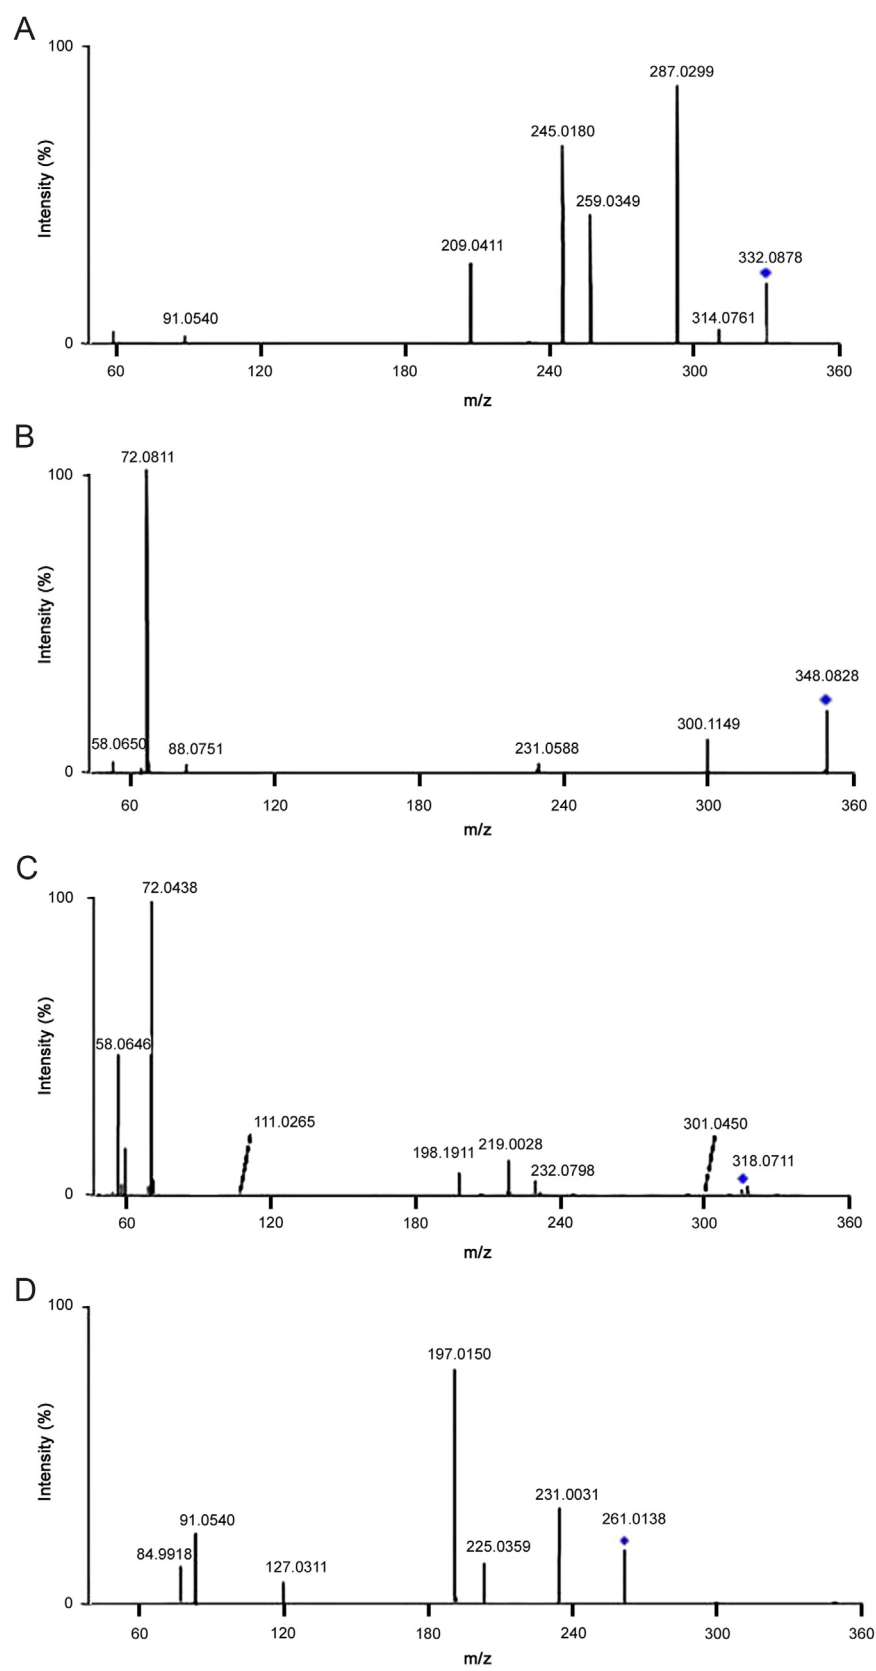 A
100
287.0299
245.0180
259.0349
209.0411
332.0878
91.0540
314.0761
Intensity (%)
0
60 120 180 240 300 360
m/z
B
72.0811
100
348.0828
300.1149
58.0650 88.0751 231.0588
Intensity (%)
0
60 120 180 240 300 360
m/z
C
72.0438
100
58.0646
111.0265 301.0450
198.1911 219.0028
232.0798 318.0711
Intensity (%)
0
60 120 180 240 300 360
m/z
D
100
197.0150
231.0031
91.0540 261.0138
84.9918 225.0359
127.0311
Intensity (%)
0
60 120 180 240 300 360
m/z